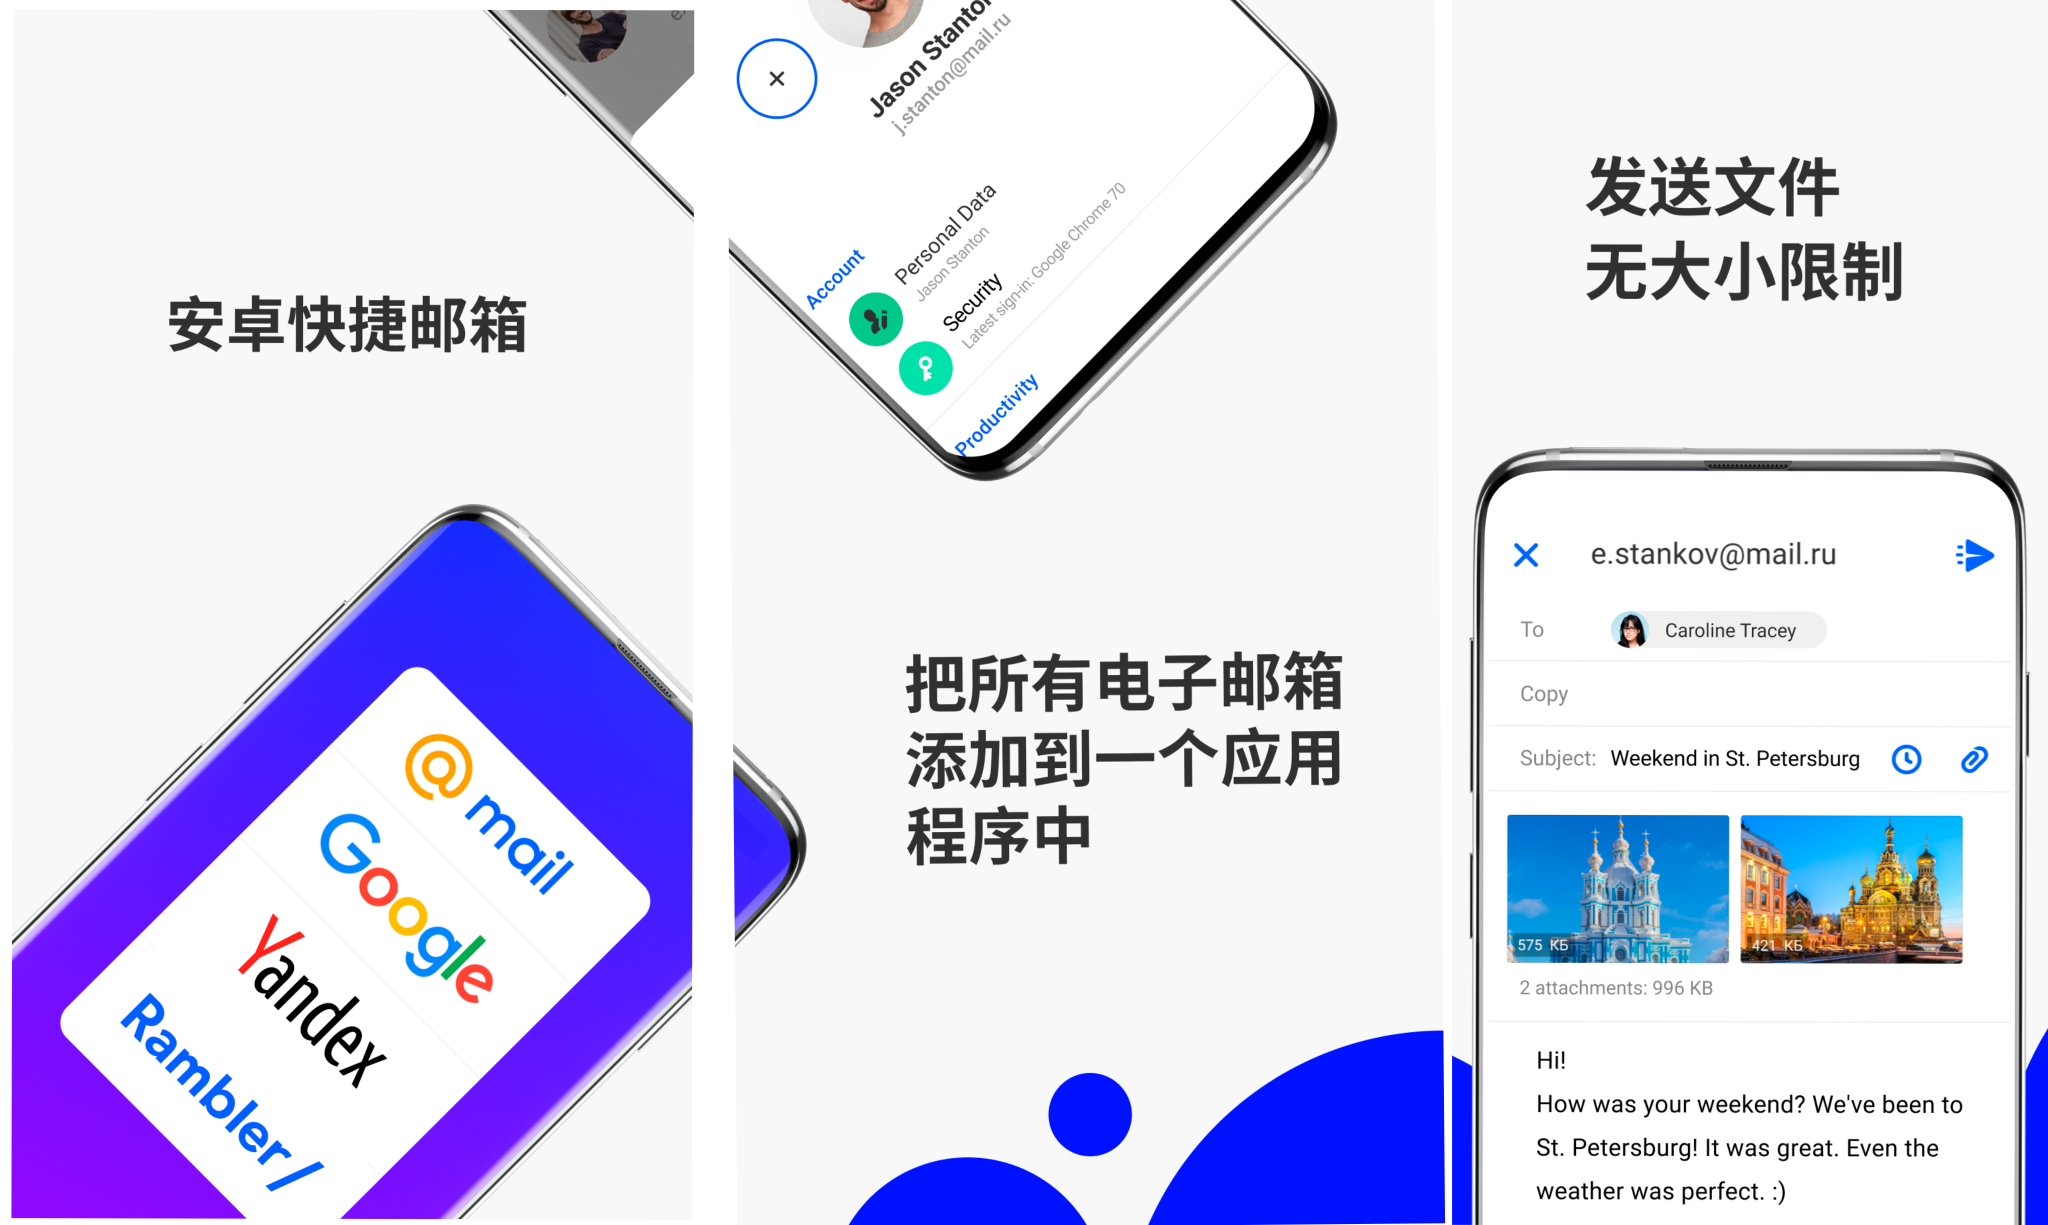 安卓快捷邮箱
@mail
Google
Yandex
Rambler/
Jason Stanton
j.stanton@mail.ru
Account
Personal Data
Jason Stanton
Security
Latest sign-in: Google Chrome 70
Productivity
把所有电子邮箱
添加到一个应用
程序中
发送文件
无大小限制
e.stankov@mail.ru
To
Caroline Tracey
Copy
Subject: Weekend in St. Petersburg
575 КБ
421 КБ
2 attachments: 996 KB
Hi!
How was your weekend? We've been to
St. Petersburg! It was great. Even the
weather was perfect. :)